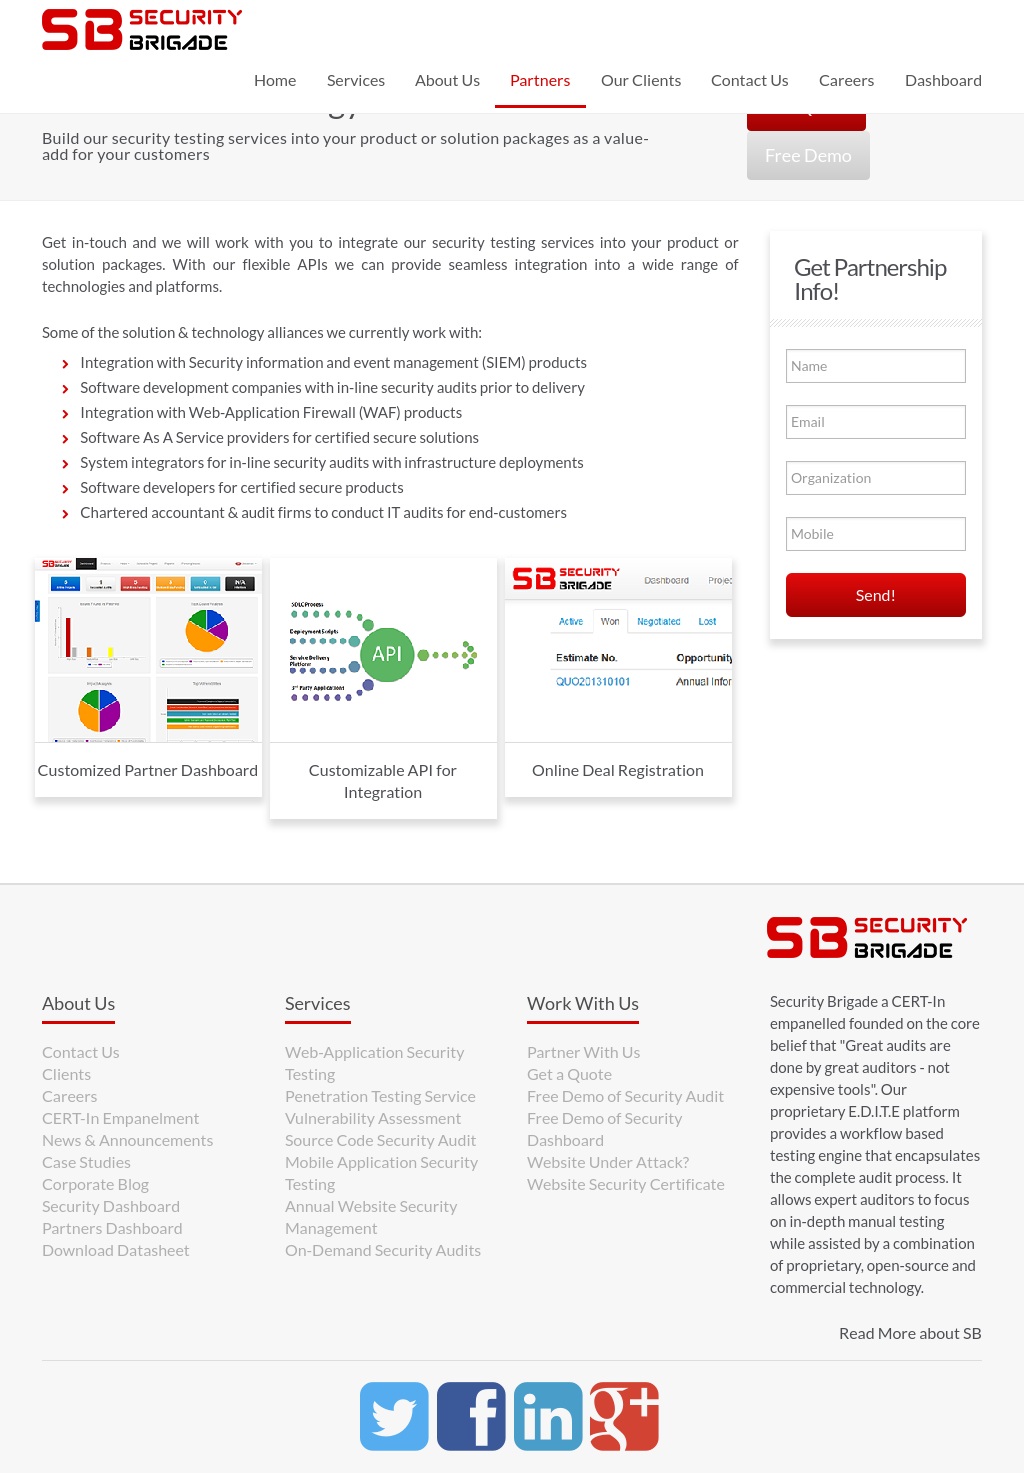 SB SECURITY
BRIGADE
Home Services About Us Partners Our Clients Contact Us Careers Dashboard
Build our security testing services into your product or solution packages as a value-
add for your customers
Free Demo
Get in-touch and we will work with you to integrate our security testing services into your product or
solution packages. With our flexible APIs we can provide seamless integration into a wide range of
technologies and platforms.
Some of the solution & technology alliances we currently work with:
Integration with Security information and event management (SIEM) products
Software development companies with in-line security audits prior to delivery
Integration with Web-Application Firewall (WAF) products
Software As A Service providers for certified secure solutions
System integrators for in-line security audits with infrastructure deployments
Software developers for certified secure products
Chartered accountant & audit firms to conduct IT audits for end-customers
Get Partnership
Info!
Name
Email
Organization
Mobile
Send!
SB SECURITY
BRIGADE
Dashboard
N/A
Customized Partner Dashboard
SDLC Process
Deployment Scripts
Service Delivery
Platform
3rd Party Applications
API
Customizable API for
Integration
SB SECURITY
BRIGADE
Dashboard Projec
Active Won Negotiated Lost
Estimate No. Opportunity
QUO201310101 Annual Infor
Online Deal Registration
SB SECURITY
BRIGADE
About Us
Contact Us
Clients
Careers
CERT-In Empanelment
News & Announcements
Case Studies
Corporate Blog
Security Dashboard
Partners Dashboard
Download Datasheet
Services
Web-Application Security
Testing
Penetration Testing Service
Vulnerability Assessment
Source Code Security Audit
Mobile Application Security
Testing
Annual Website Security
Management
On-Demand Security Audits
Work With Us
Partner With Us
Get a Quote
Free Demo of Security Audit
Free Demo of Security
Dashboard
Website Under Attack?
Website Security Certificate
Security Brigade a CERT-In
empanelled founded on the core
belief that "Great audits are
done by great auditors - not
expensive tools". Our
proprietary E.D.I.T.E platform
provides a workflow based
testing engine that encapsulates
the complete audit process. It
allows expert auditors to focus
on in-depth manual testing
while assisted by a combination
of proprietary, open-source and
commercial technology.
Read More about SB
f
in
g+